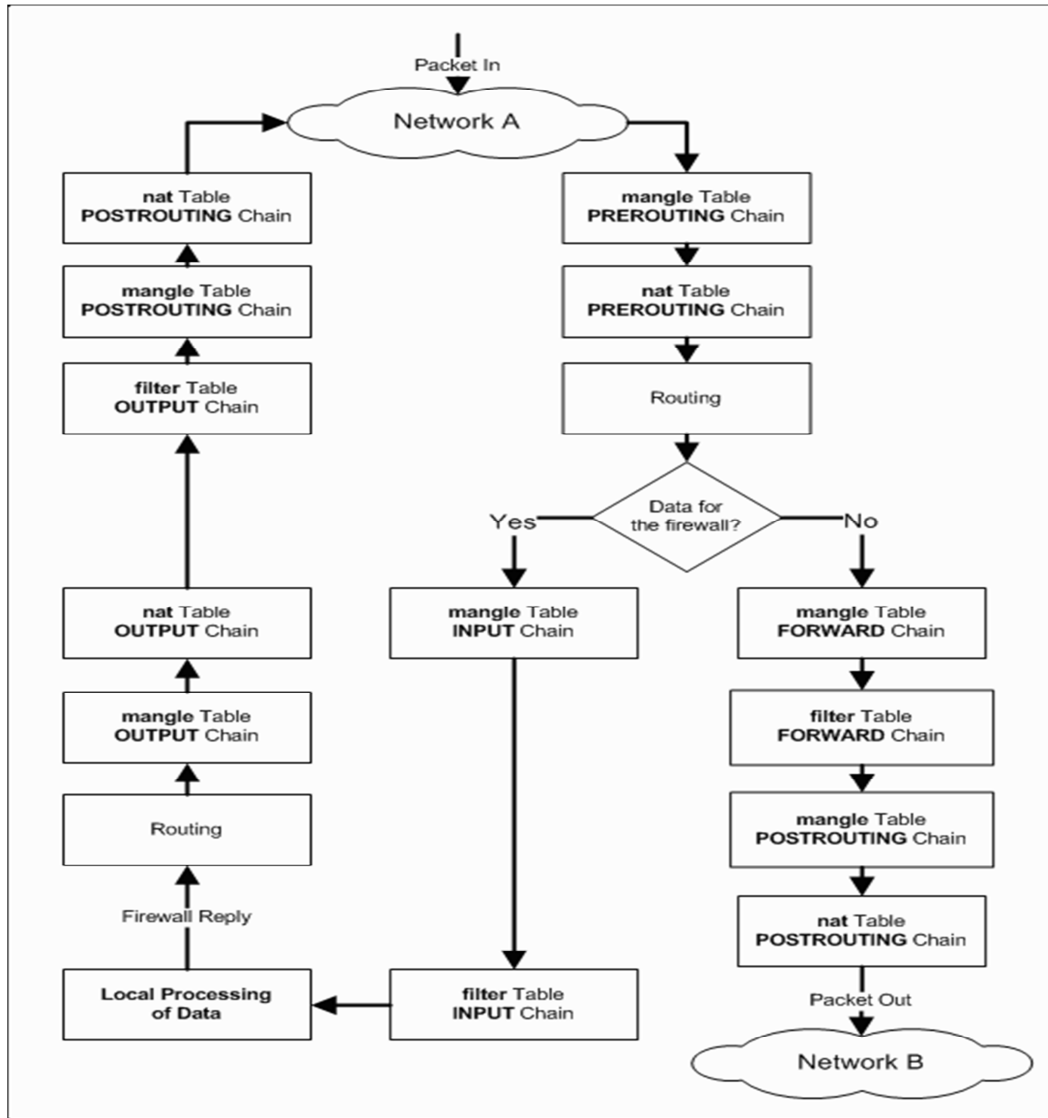 Packet In
Network A
mangle Table
PREROUTING Chain
nat Table
PREROUTING Chain
Routing
Data for
the firewall?
Yes
No
mangle Table
INPUT Chain
filter Table
INPUT Chain
Local Processing
of Data
Firewall Reply
Routing
mangle Table
OUTPUT Chain
nat Table
OUTPUT Chain
filter Table
OUTPUT Chain
mangle Table
POSTROUTING Chain
nat Table
POSTROUTING Chain
mangle Table
FORWARD Chain
filter Table
FORWARD Chain
mangle Table
POSTROUTING Chain
nat Table
POSTROUTING Chain
Packet Out
Network B